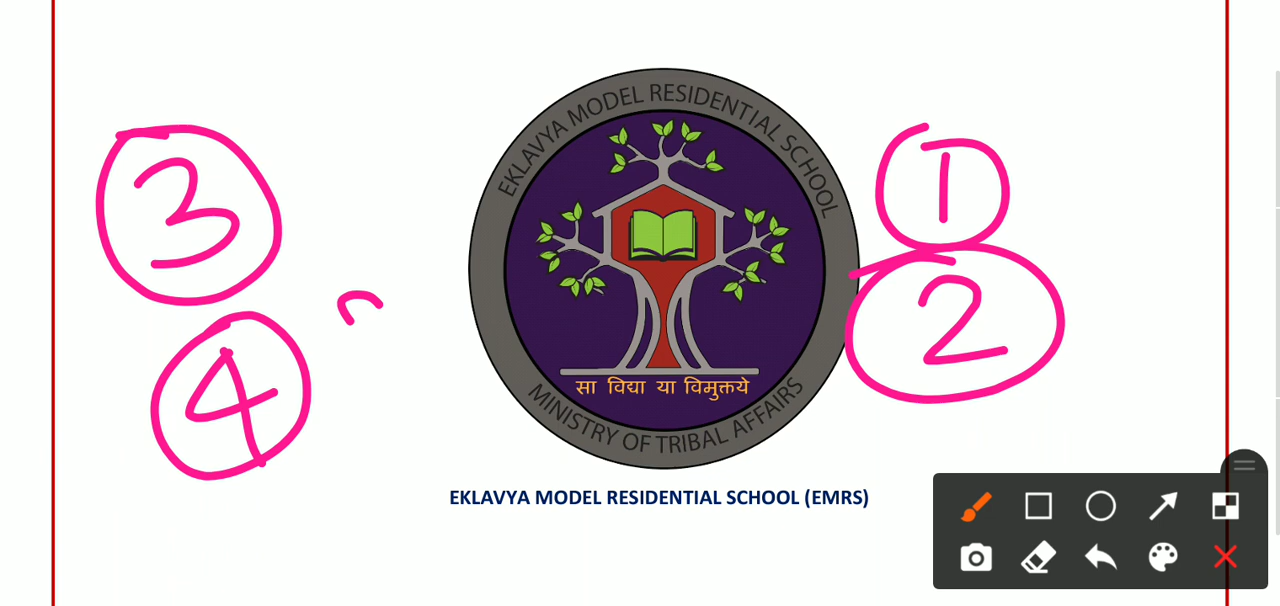 EKLAVYA MODEL RESIDENTIAL SCHOOL
3
1
2
4
सा विद्या या विमुक्तये
MINISTRY OF TRIBAL AFFAIRS
EKLAVYA MODEL RESIDENTIAL SCHOOL (EMRS)